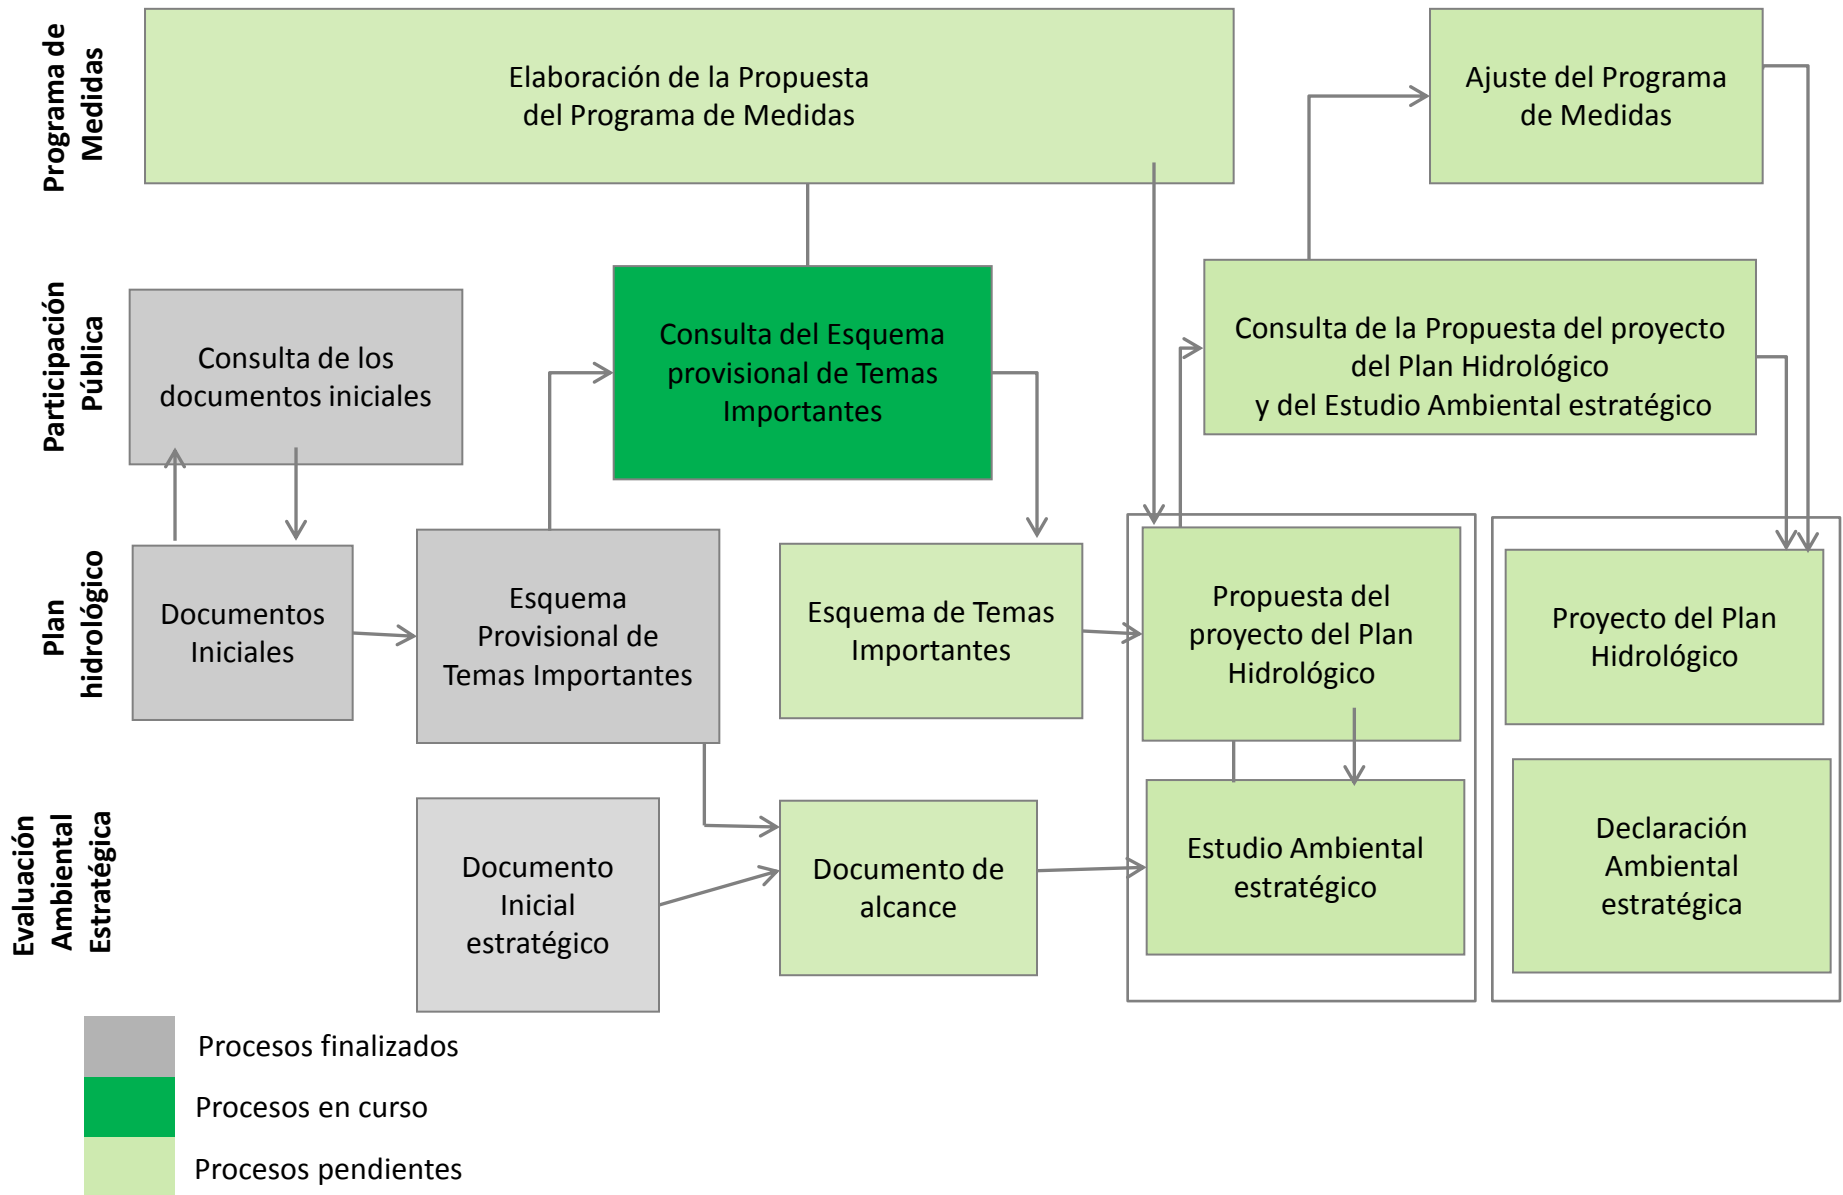 Programa de
Medidas
Elaboración de la Propuesta
del Programa de Medidas
Ajuste del Programa
de Medidas
Participación
Pública
Consulta de los
documentos iniciales
Consulta del Esquema
provisional de Temas
Importantes
Consulta de la Propuesta del proyecto
del Plan Hidrológico
y del Estudio Ambiental estratégico
Plan
hidrológico
Documentos
Iniciales
Esquema
Provisional de
Temas Importantes
Esquema de Temas
Importantes
Propuesta del
proyecto del Plan
Hidrológico
Proyecto del Plan
Hidrológico
Evaluación
Ambiental
Estratégica
Documento
Inicial
estratégico
Documento de
alcance
Estudio Ambiental
estratégico
Declaración
Ambiental
estratégica
Procesos finalizados
Procesos en curso
Procesos pendientes